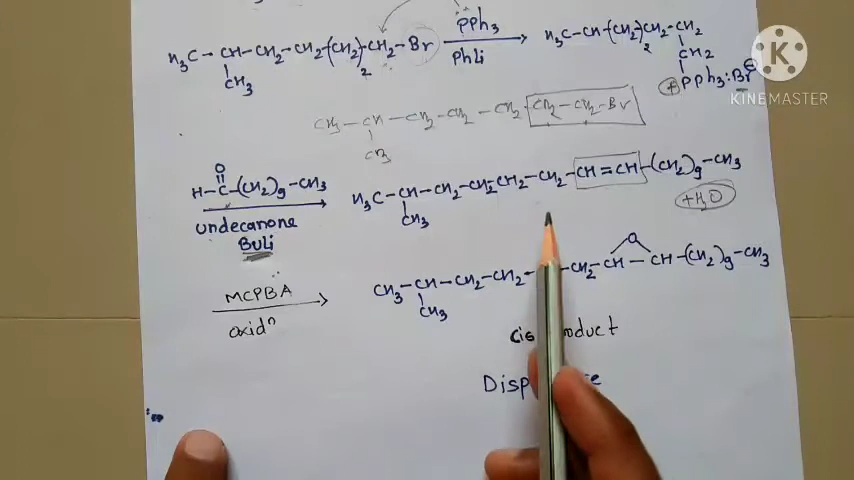 PPh3
H3C-CH-CH2-CH2-(CH2)2-CH2-Br
CH3
PhLi
H3C-CH-(CH2)2-CH2-CH2
CH2
⊕PPh3:Br⊖
K
KINEMASTER
CH3-CH-CH2-CH2-CH2-CH2-CH2-Br
CH3
O
H-C-(CH2)9-CH3
undecanone
BuLi
H3C-CH-CH2-CH2-CH2-CH2-CH=CH-(CH2)9-CH3
CH3
+H2O
MCPBA
oxidn
O
CH3-CH-CH2-CH2- -CH2-CH-CH-(CH2)9-CH3
CH3
cis